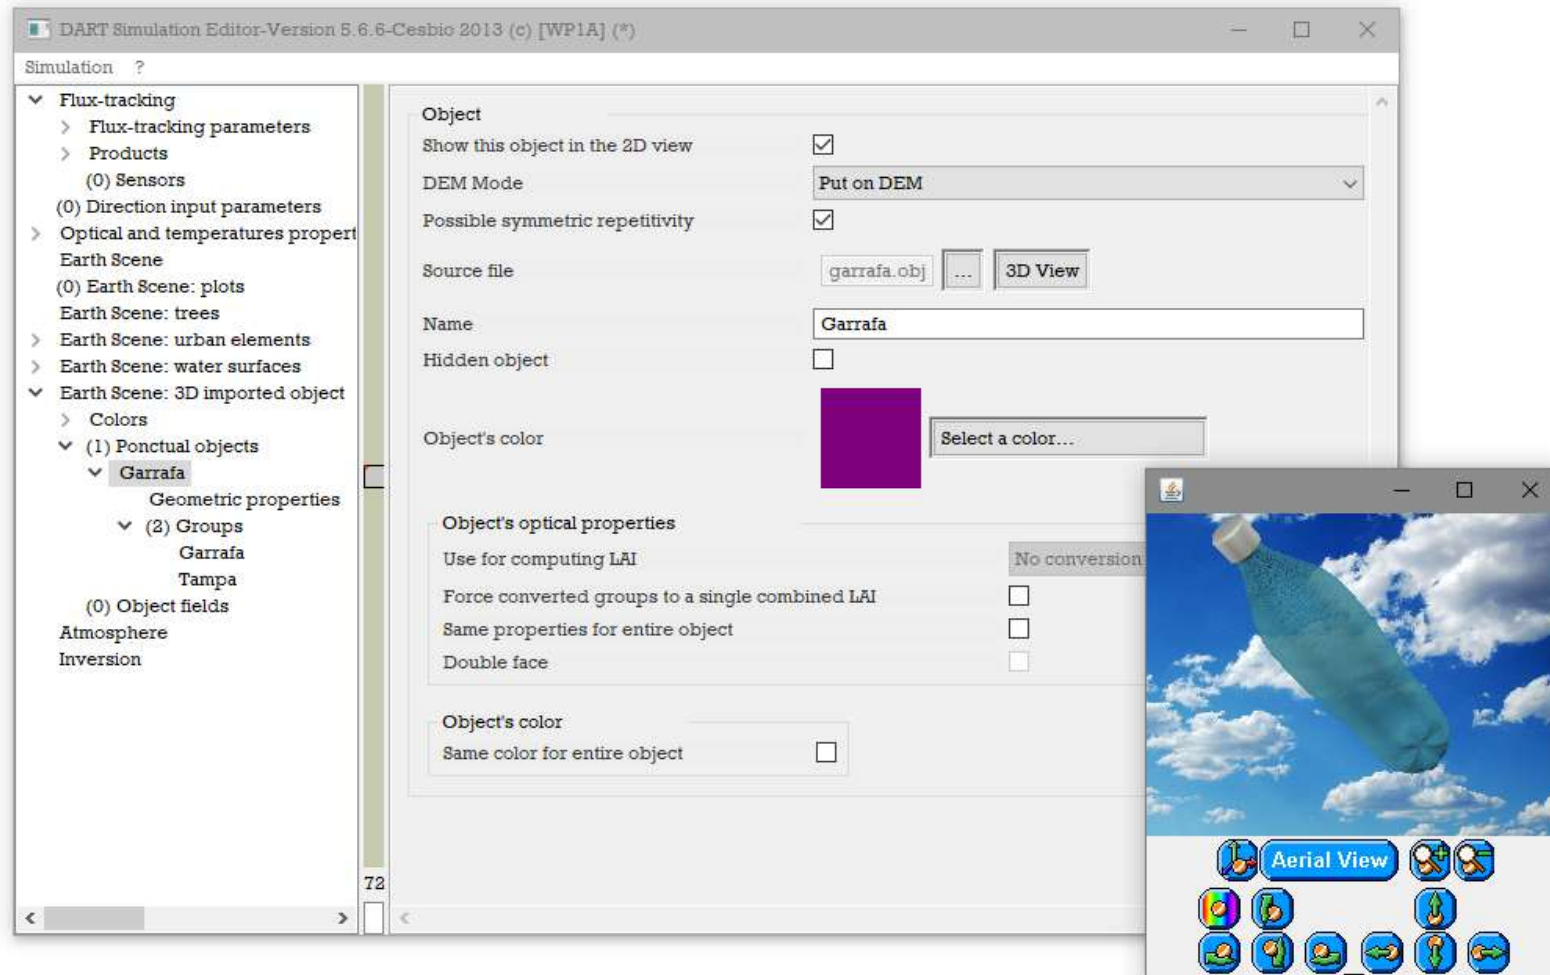 DART Simulation Editor-Version 5.6.6-Cesbio 2013 (c) [WP1A] (*)
Simulation ?
Flux-tracking
Flux-tracking parameters
Products
(0) Sensors
(0) Direction input parameters
Optical and temperatures propert
Earth Scene
(0) Earth Scene: plots
Earth Scene: trees
Earth Scene: urban elements
Earth Scene: water surfaces
Earth Scene: 3D imported object
Colors
(1) Ponctual objects
Garrafa
Geometric properties
(2) Groups
Garrafa
Tampa
(0) Object fields
Atmosphere
Inversion
72
Object
Show this object in the 2D view
DEM Mode Put on DEM
Possible symmetric repetitivity
Source file garrafa.obj ... 3D View
Name Garrafa
Hidden object
Object's color Select a color...
Object's optical properties
Use for computing LAI No conversion
Force converted groups to a single combined LAI
Same properties for entire object
Double face
Object's color
Same color for entire object
Aerial View